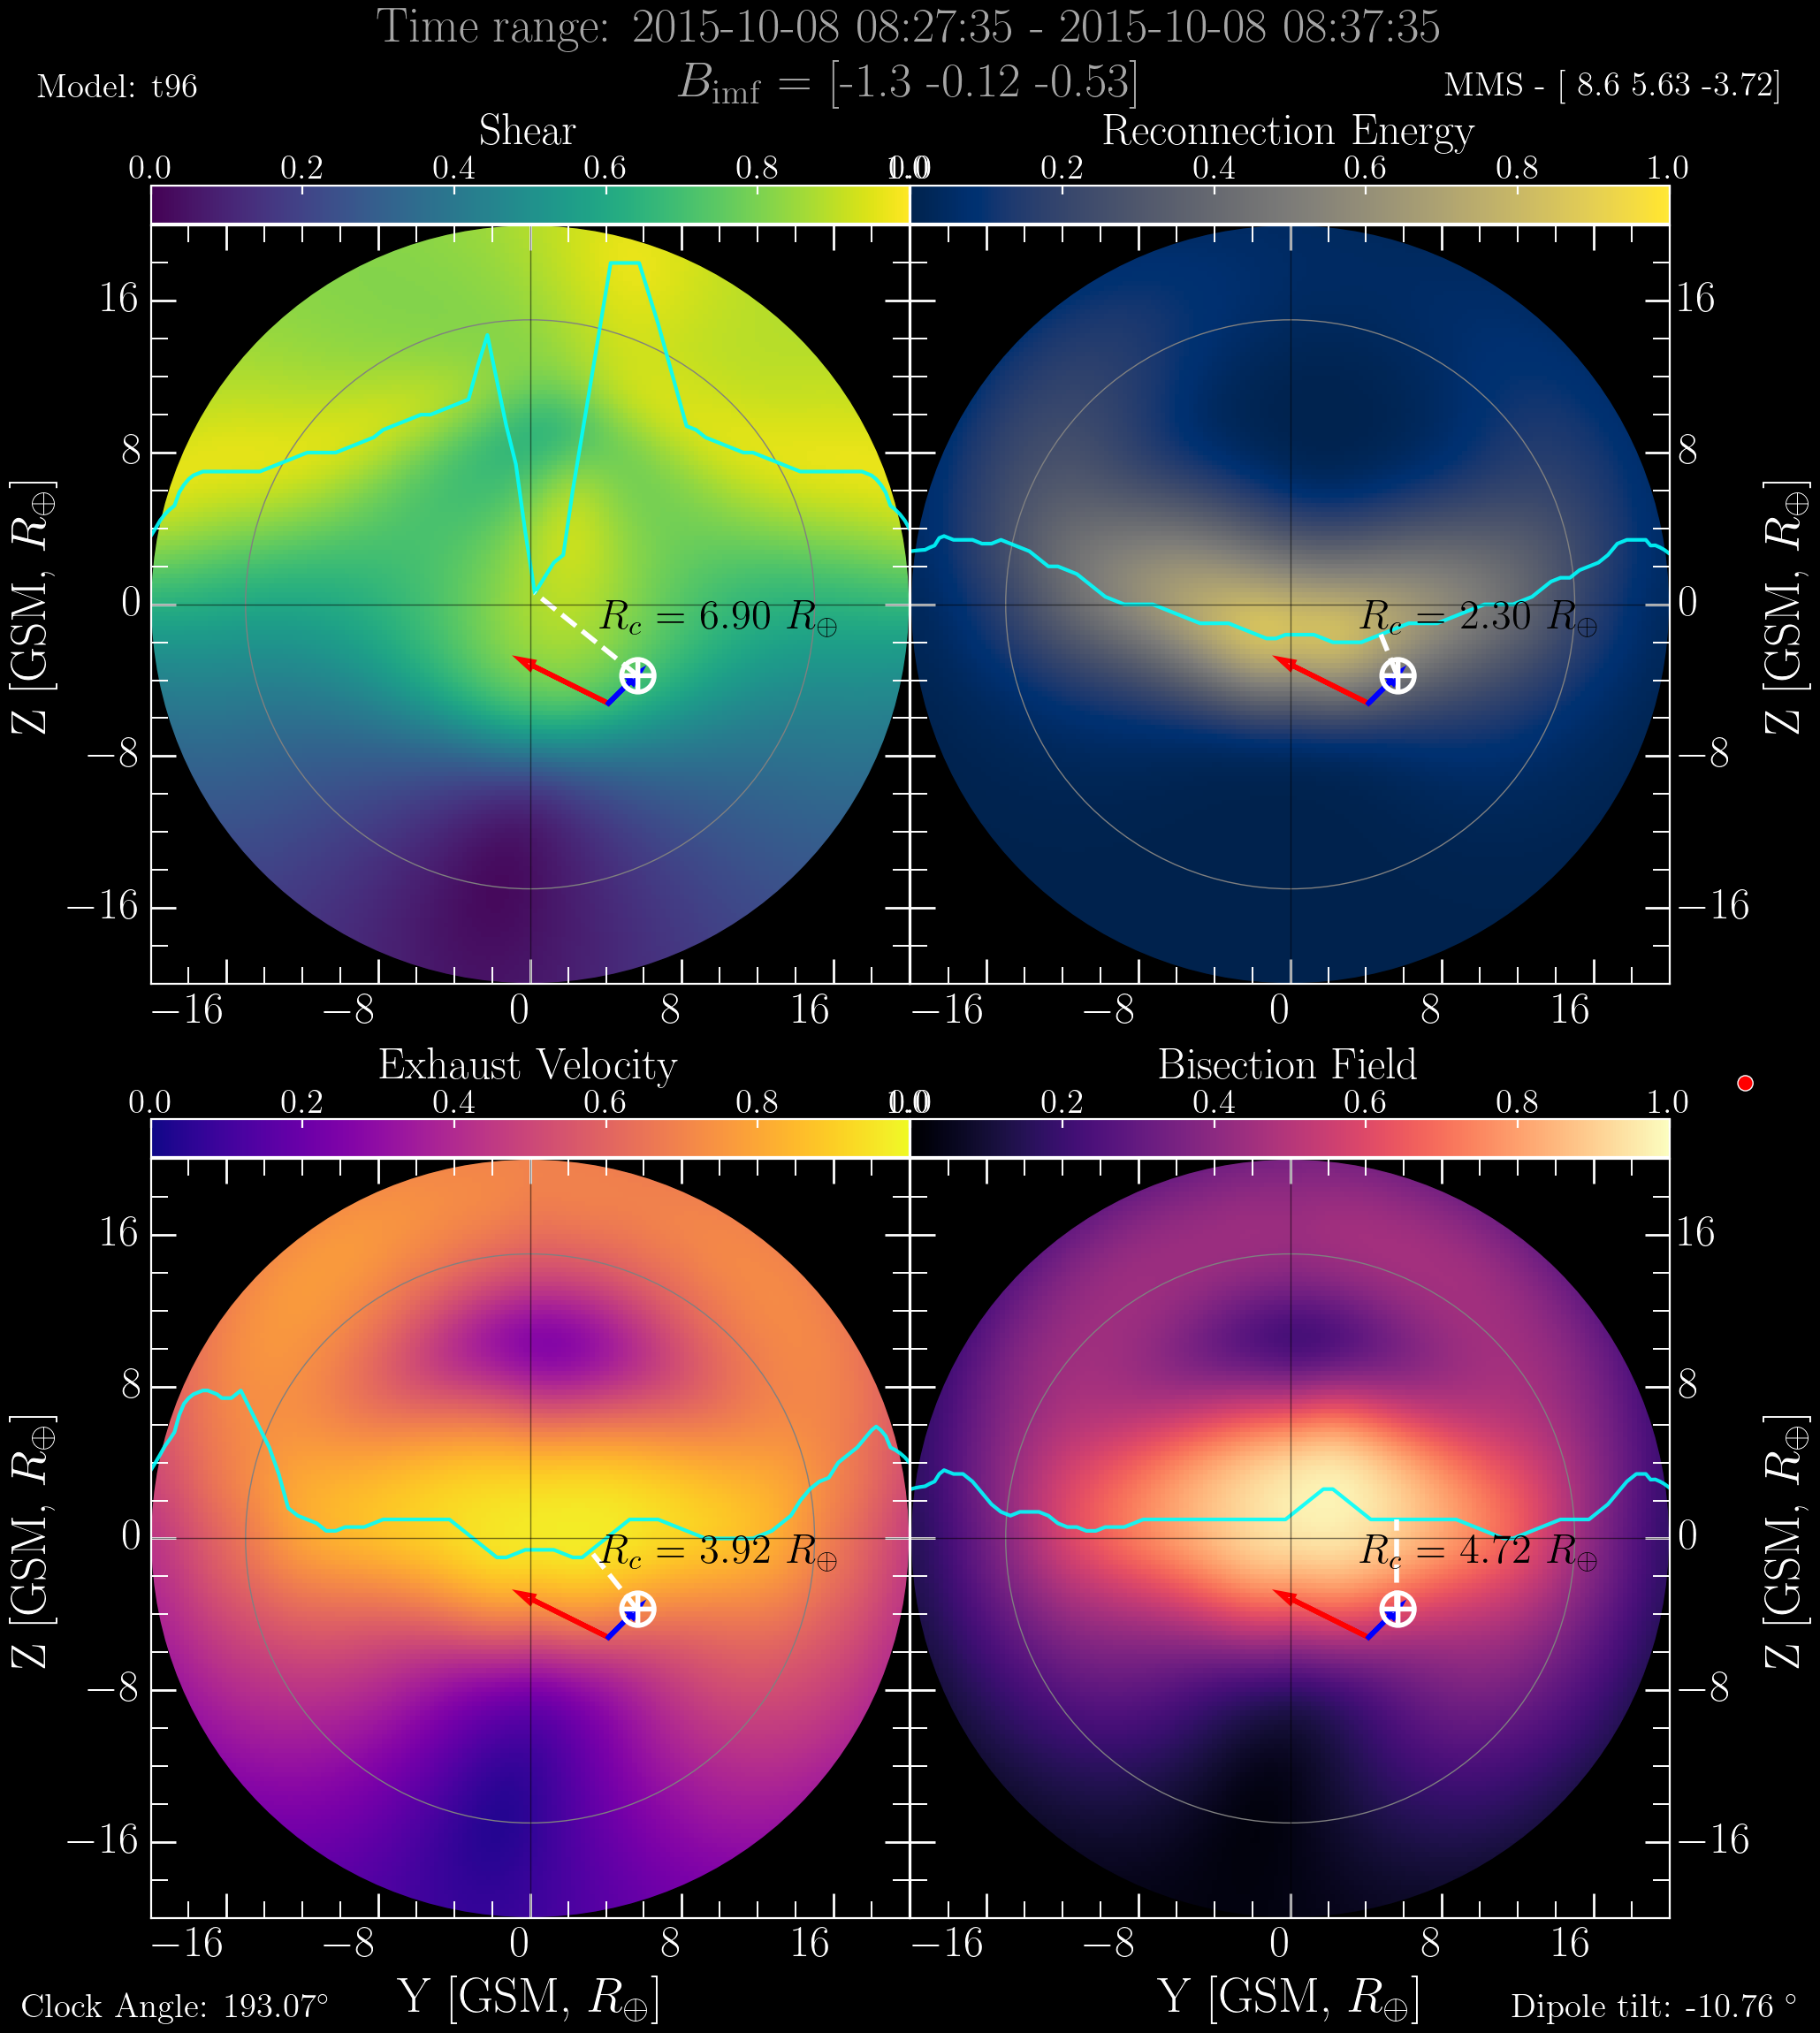 Time range: 2015-10-08 08:27:35 - 2015-10-08 08:37:35
Model: t96
B_imf = [-1.3 -0.12 -0.53]
MMS - [ 8.6 5.63 -3.72]
Shear
Reconnection Energy
0.0 0.2 0.4 0.6 0.8 1.0
0.0 0.2 0.4 0.6 0.8 1.0
16 16
8 8
Z [GSM, R⊕]
Z [GSM, R⊕]
0 0
R_c = 6.90 R⊕
R_c = 2.30 R⊕
−8 −8
−16 −16
−16 −8 0 8 16
−16 −8 0 8 16
Exhaust Velocity
Bisection Field
0.0 0.2 0.4 0.6 0.8 1.0
0.0 0.2 0.4 0.6 0.8 1.0
16 16
8 8
Z [GSM, R⊕]
Z [GSM, R⊕]
0 0
R_c = 3.92 R⊕
R_c = 4.72 R⊕
−8 −8
−16 −16
−16 −8 0 8 16
−16 −8 0 8 16
Y [GSM, R⊕]
Y [GSM, R⊕]
Clock Angle: 193.07°
Dipole tilt: -10.76 °